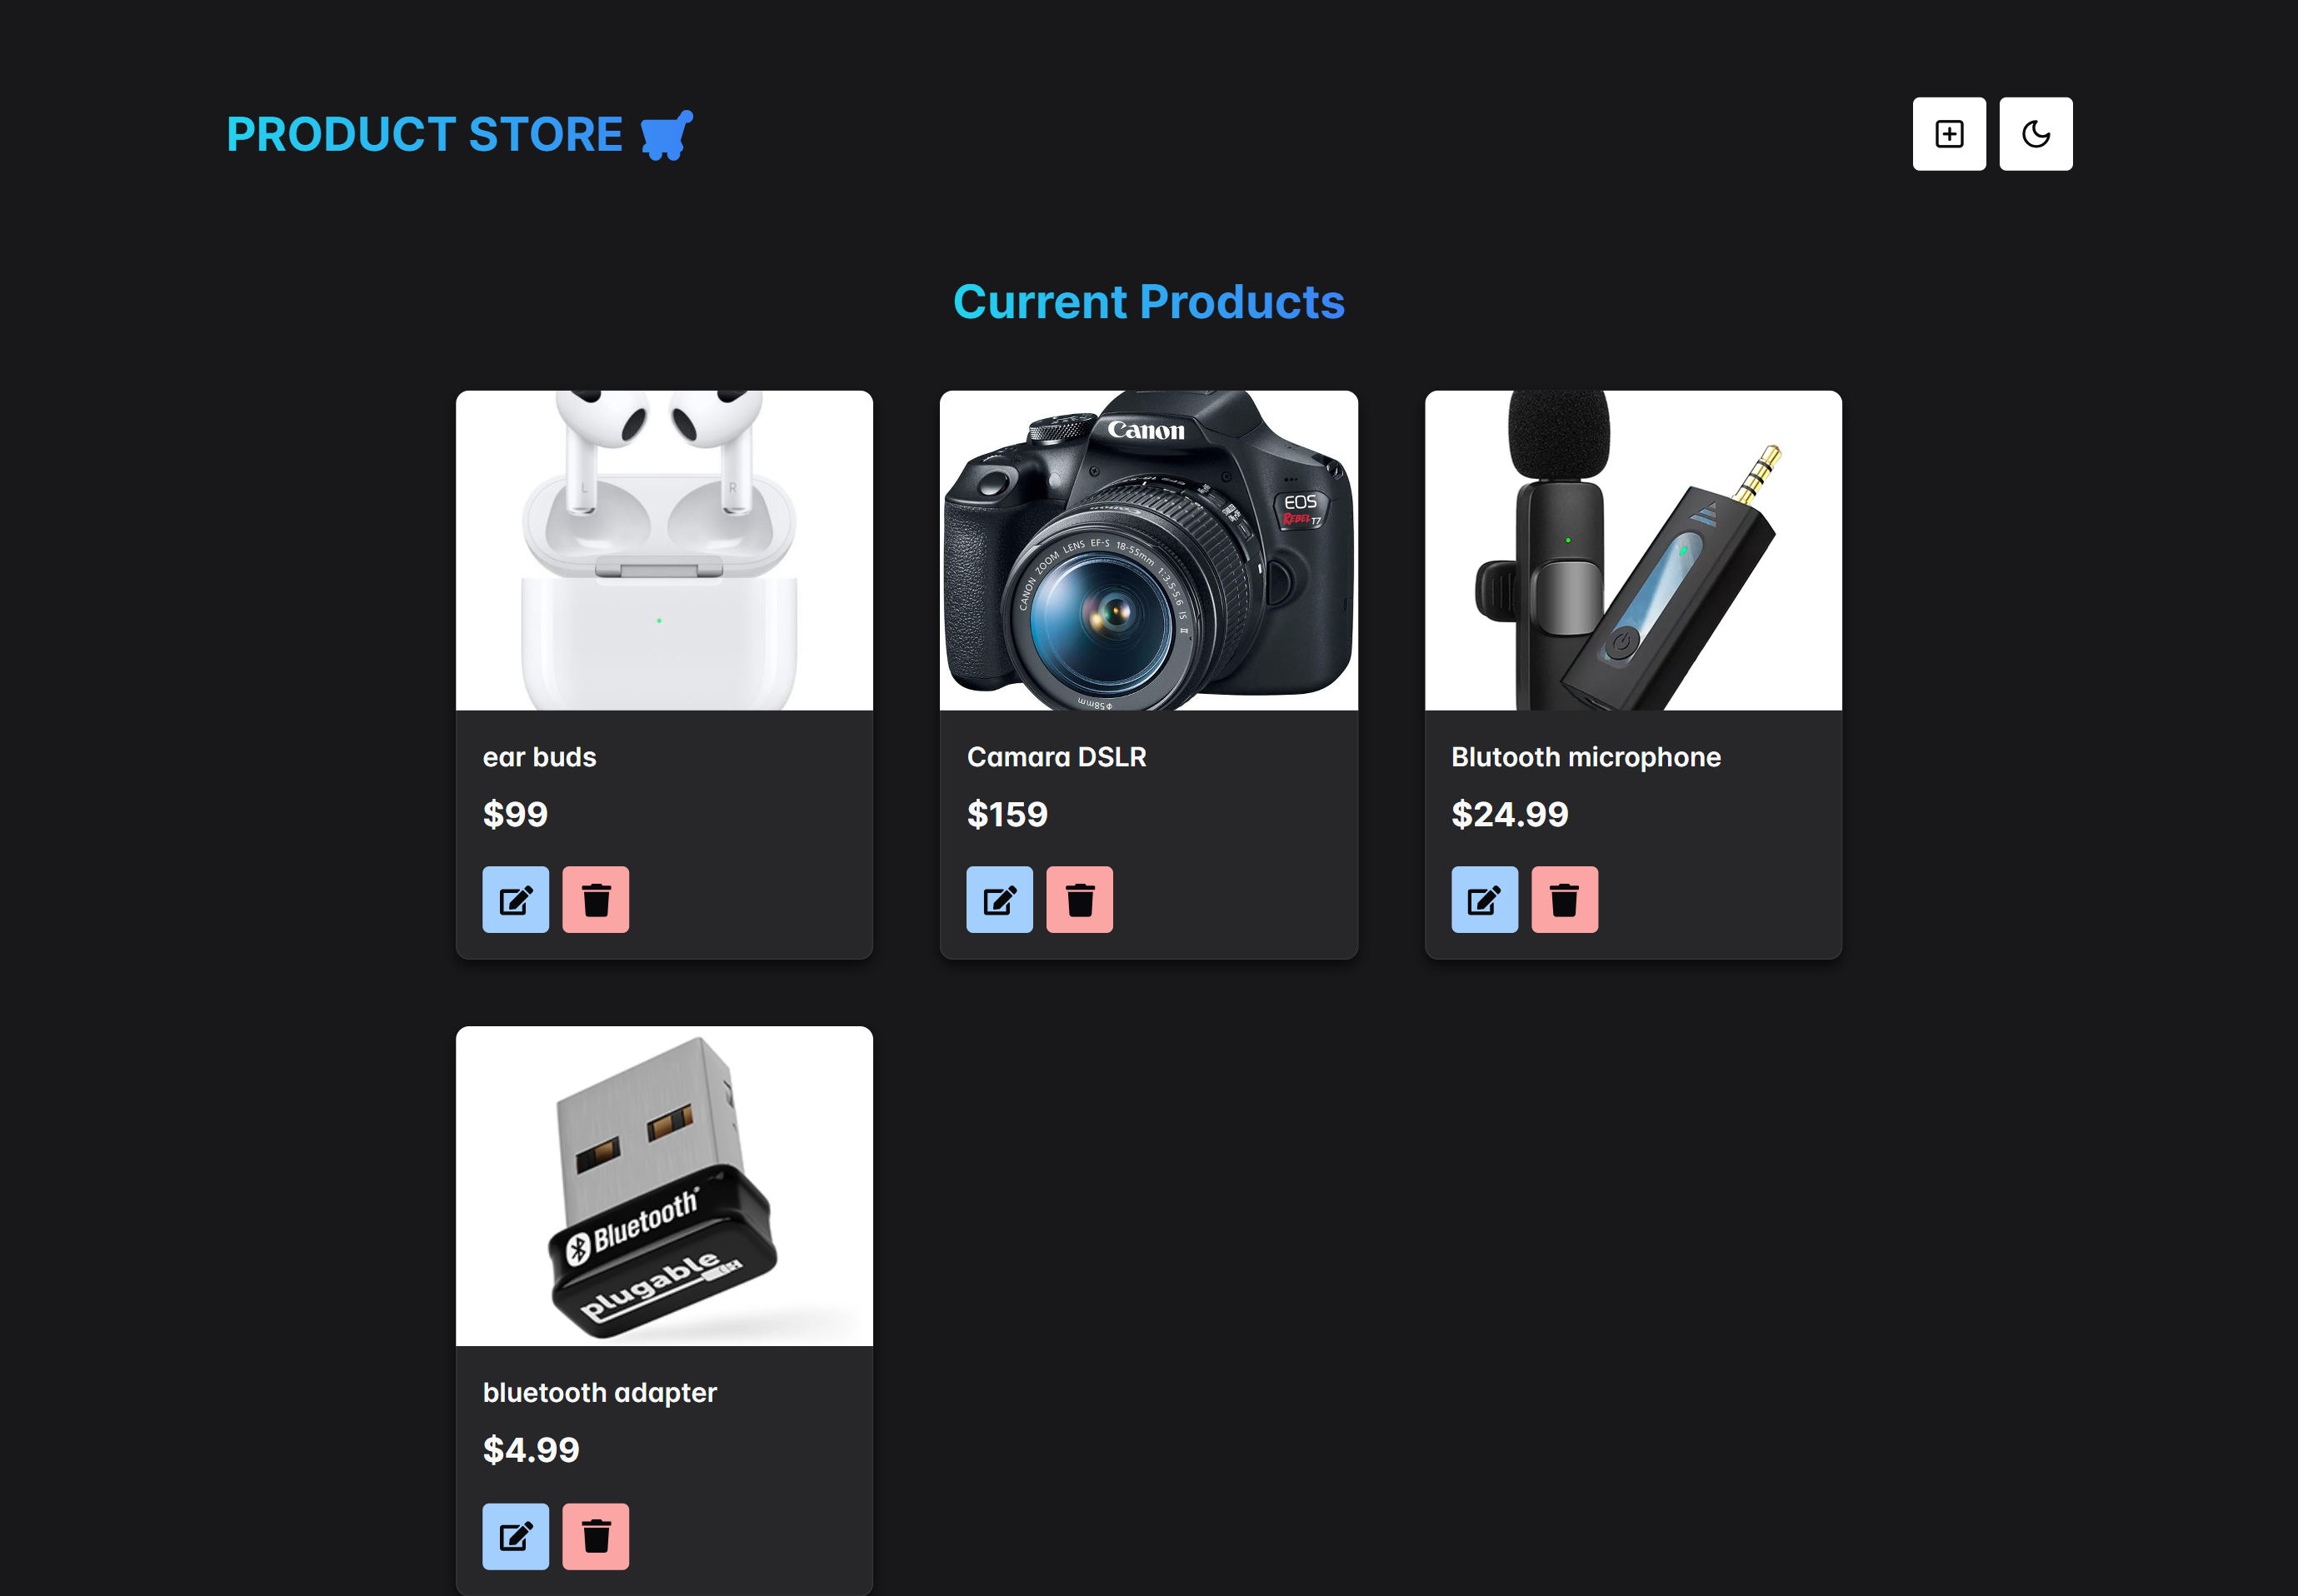 PRODUCT STORE
Current Products
L R
Canon
EOS
REBEL T7
CANON ZOOM LENS EF-S 18-55mm 1:3.5-5.6 IS II
φ58mm
ear buds
$99
Camara DSLR
$159
Blutooth microphone
$24.99
Bluetooth
plugable
bluetooth adapter
$4.99